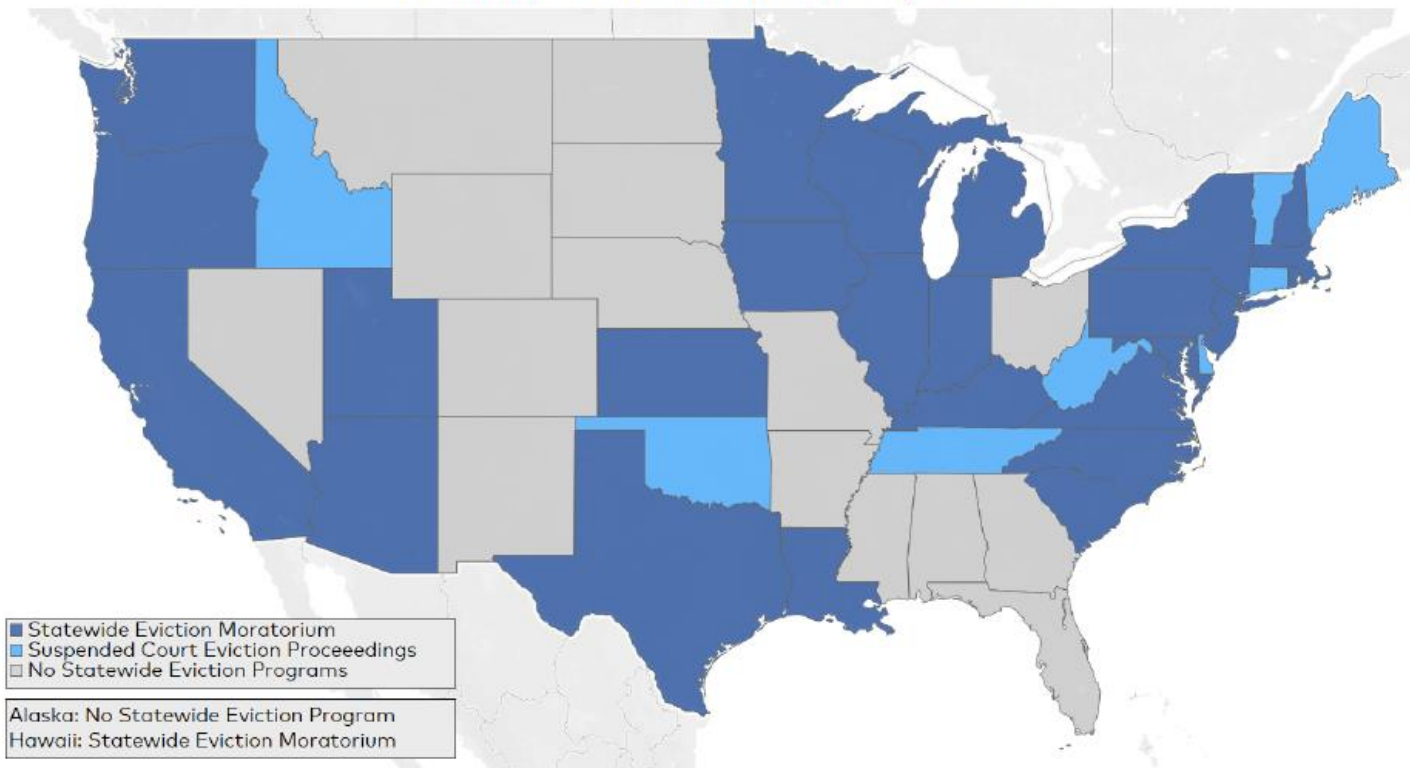 Statewide Eviction Moratorium
Suspended Court Eviction Proceeedings
No Statewide Eviction Programs
Alaska: No Statewide Eviction Program
Hawaii: Statewide Eviction Moratorium